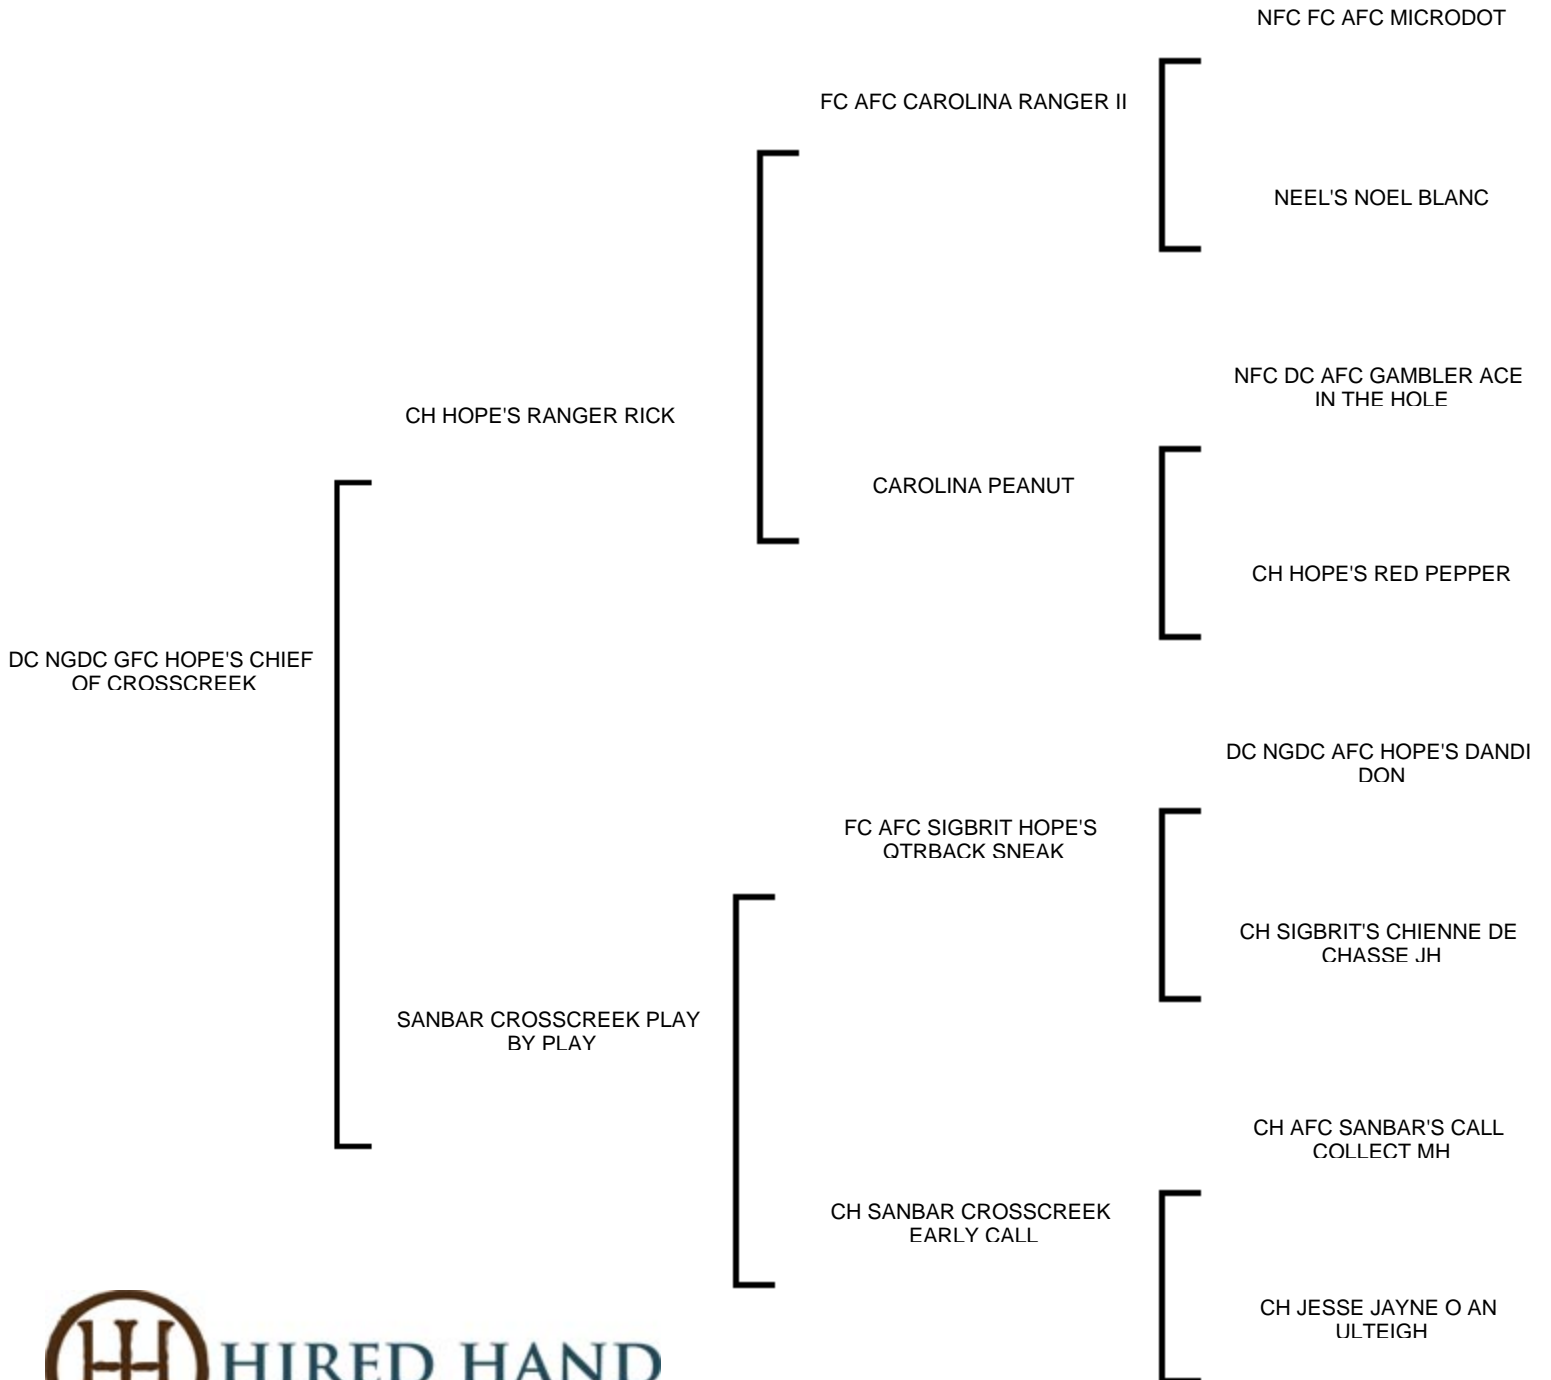 NFC FC AFC MICRODOT
FC AFC CAROLINA RANGER II
NEEL'S NOEL BLANC
NFC DC AFC GAMBLER ACE
IN THE HOLE
CH HOPE'S RANGER RICK
CAROLINA PEANUT
CH HOPE'S RED PEPPER
DC NGDC GFC HOPE'S CHIEF
OF CROSSCREEK
DC NGDC AFC HOPE'S DANDI
DON
FC AFC SIGBRIT HOPE'S
QTRBACK SNEAK
CH SIGBRIT'S CHIENNE DE
CHASSE JH
SANBAR CROSSCREEK PLAY
BY PLAY
CH AFC SANBAR'S CALL
COLLECT MH
CH SANBAR CROSSCREEK
EARLY CALL
CH JESSE JAYNE O AN
ULTEIGH
HIRED HAND